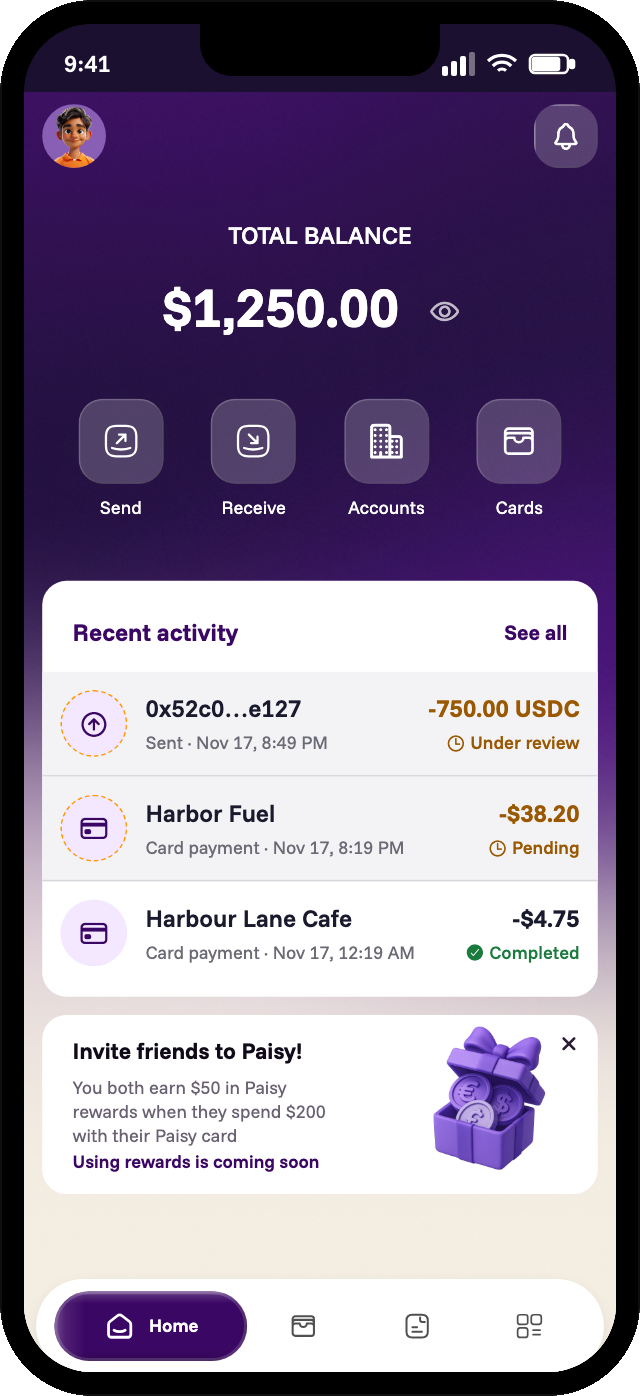 9:41
TOTAL BALANCE
$1,250.00
Send
Receive
Accounts
Cards
Recent activity
See all
0x52c0...e127
-750.00 USDC
Sent · Nov 17, 8:49 PM
Under review
Harbor Fuel
-$38.20
Card payment · Nov 17, 8:19 PM
Pending
Harbour Lane Cafe
-$4.75
Card payment · Nov 17, 12:19 AM
Completed
Invite friends to Paisy!
You both earn $50 in Paisy
rewards when they spend $200
with their Paisy card
Using rewards is coming soon
Home